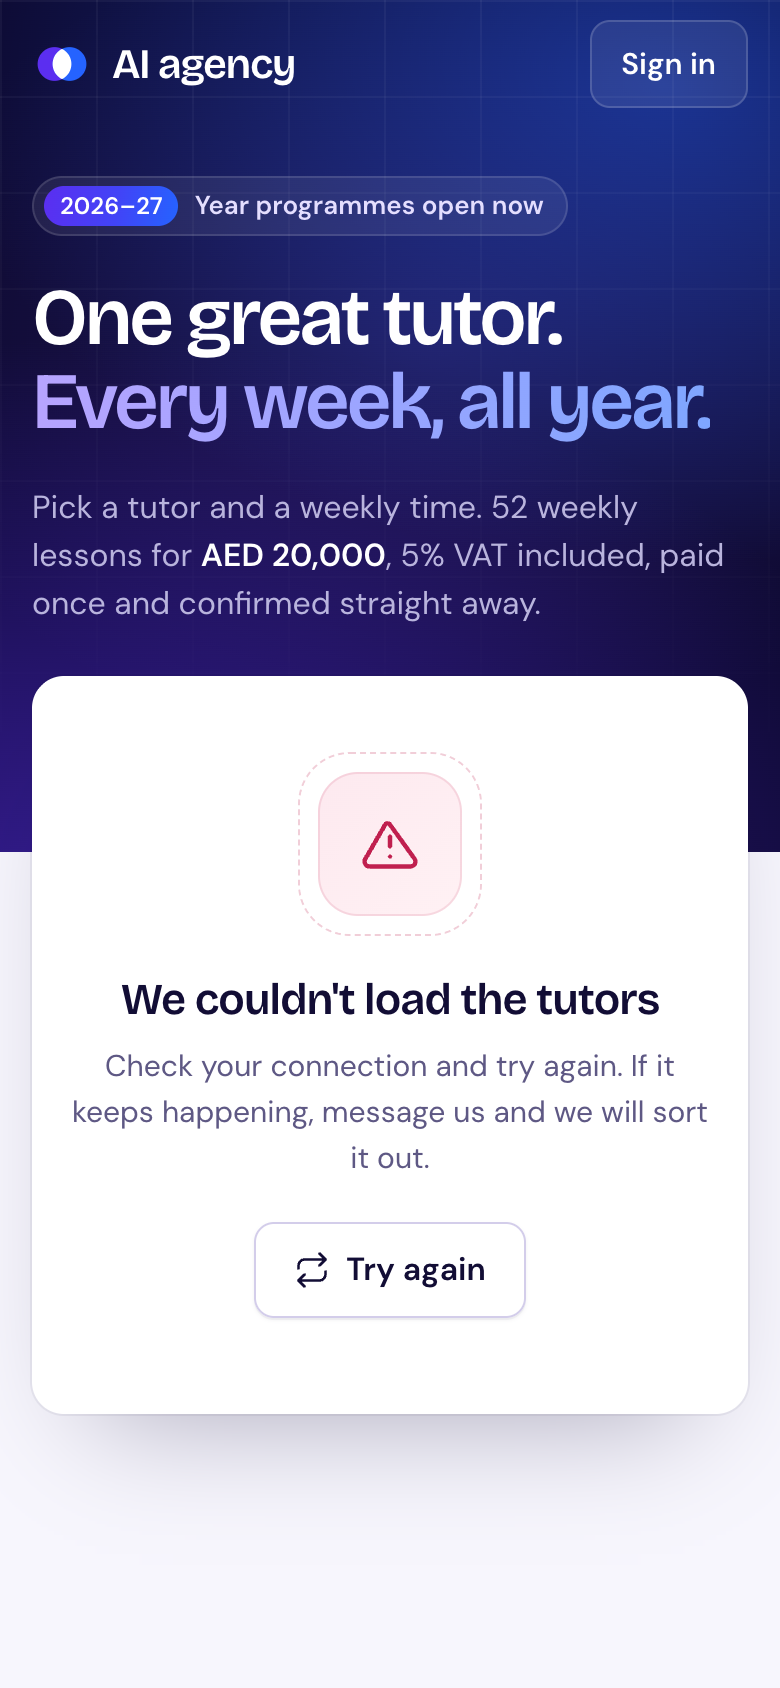 AI agency
Sign in
2026–27 Year programmes open now
One great tutor.
Every week, all year.
Pick a tutor and a weekly time. 52 weekly
lessons for AED 20,000, 5% VAT included, paid
once and confirmed straight away.
We couldn't load the tutors
Check your connection and try again. If it
keeps happening, message us and we will sort
it out.
Try again